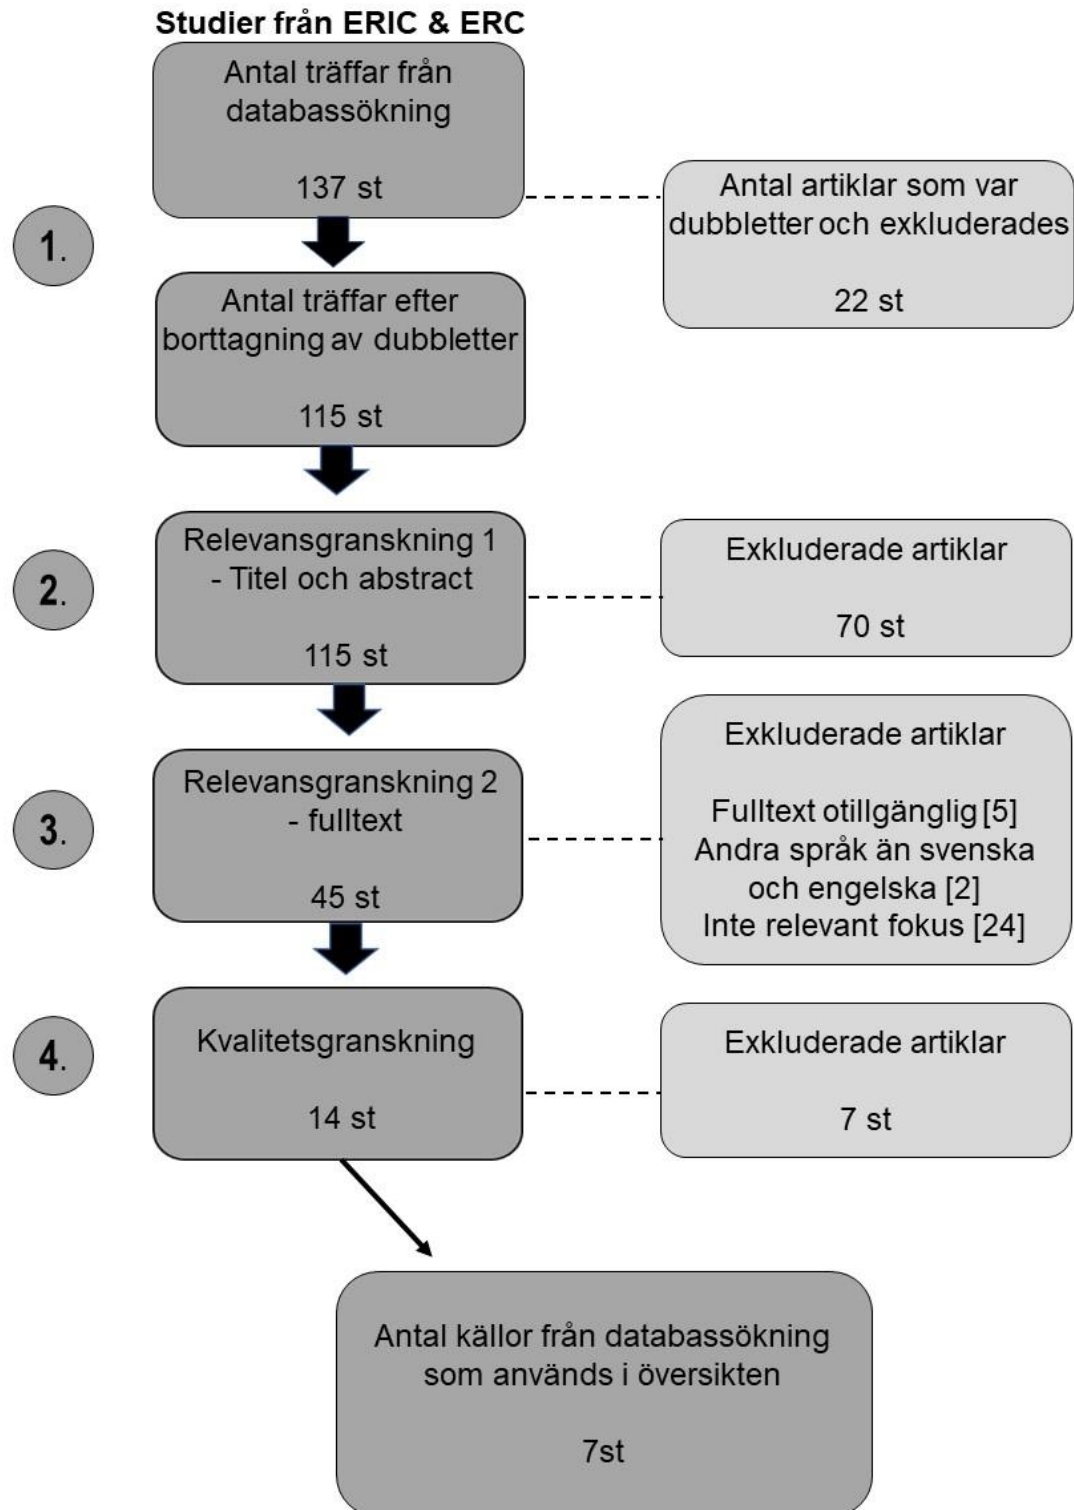 Studier från ERIC & ERC
Antal träffar från
databassökning
137 st
Antal artiklar som var
dubbletter och exkluderades
22 st
1.
Antal träffar efter
borttagning av dubbletter
115 st
2.
Relevansgranskning 1
- Titel och abstract
115 st
Exkluderade artiklar
70 st
3.
Relevansgranskning 2
- fulltext
45 st
Exkluderade artiklar
Fulltext otillgänglig [5]
Andra språk än svenska
och engelska [2]
Inte relevant fokus [24]
4.
Kvalitetsgranskning
14 st
Exkluderade artiklar
7 st
Antal källor från databassökning
som används i översikten
7st